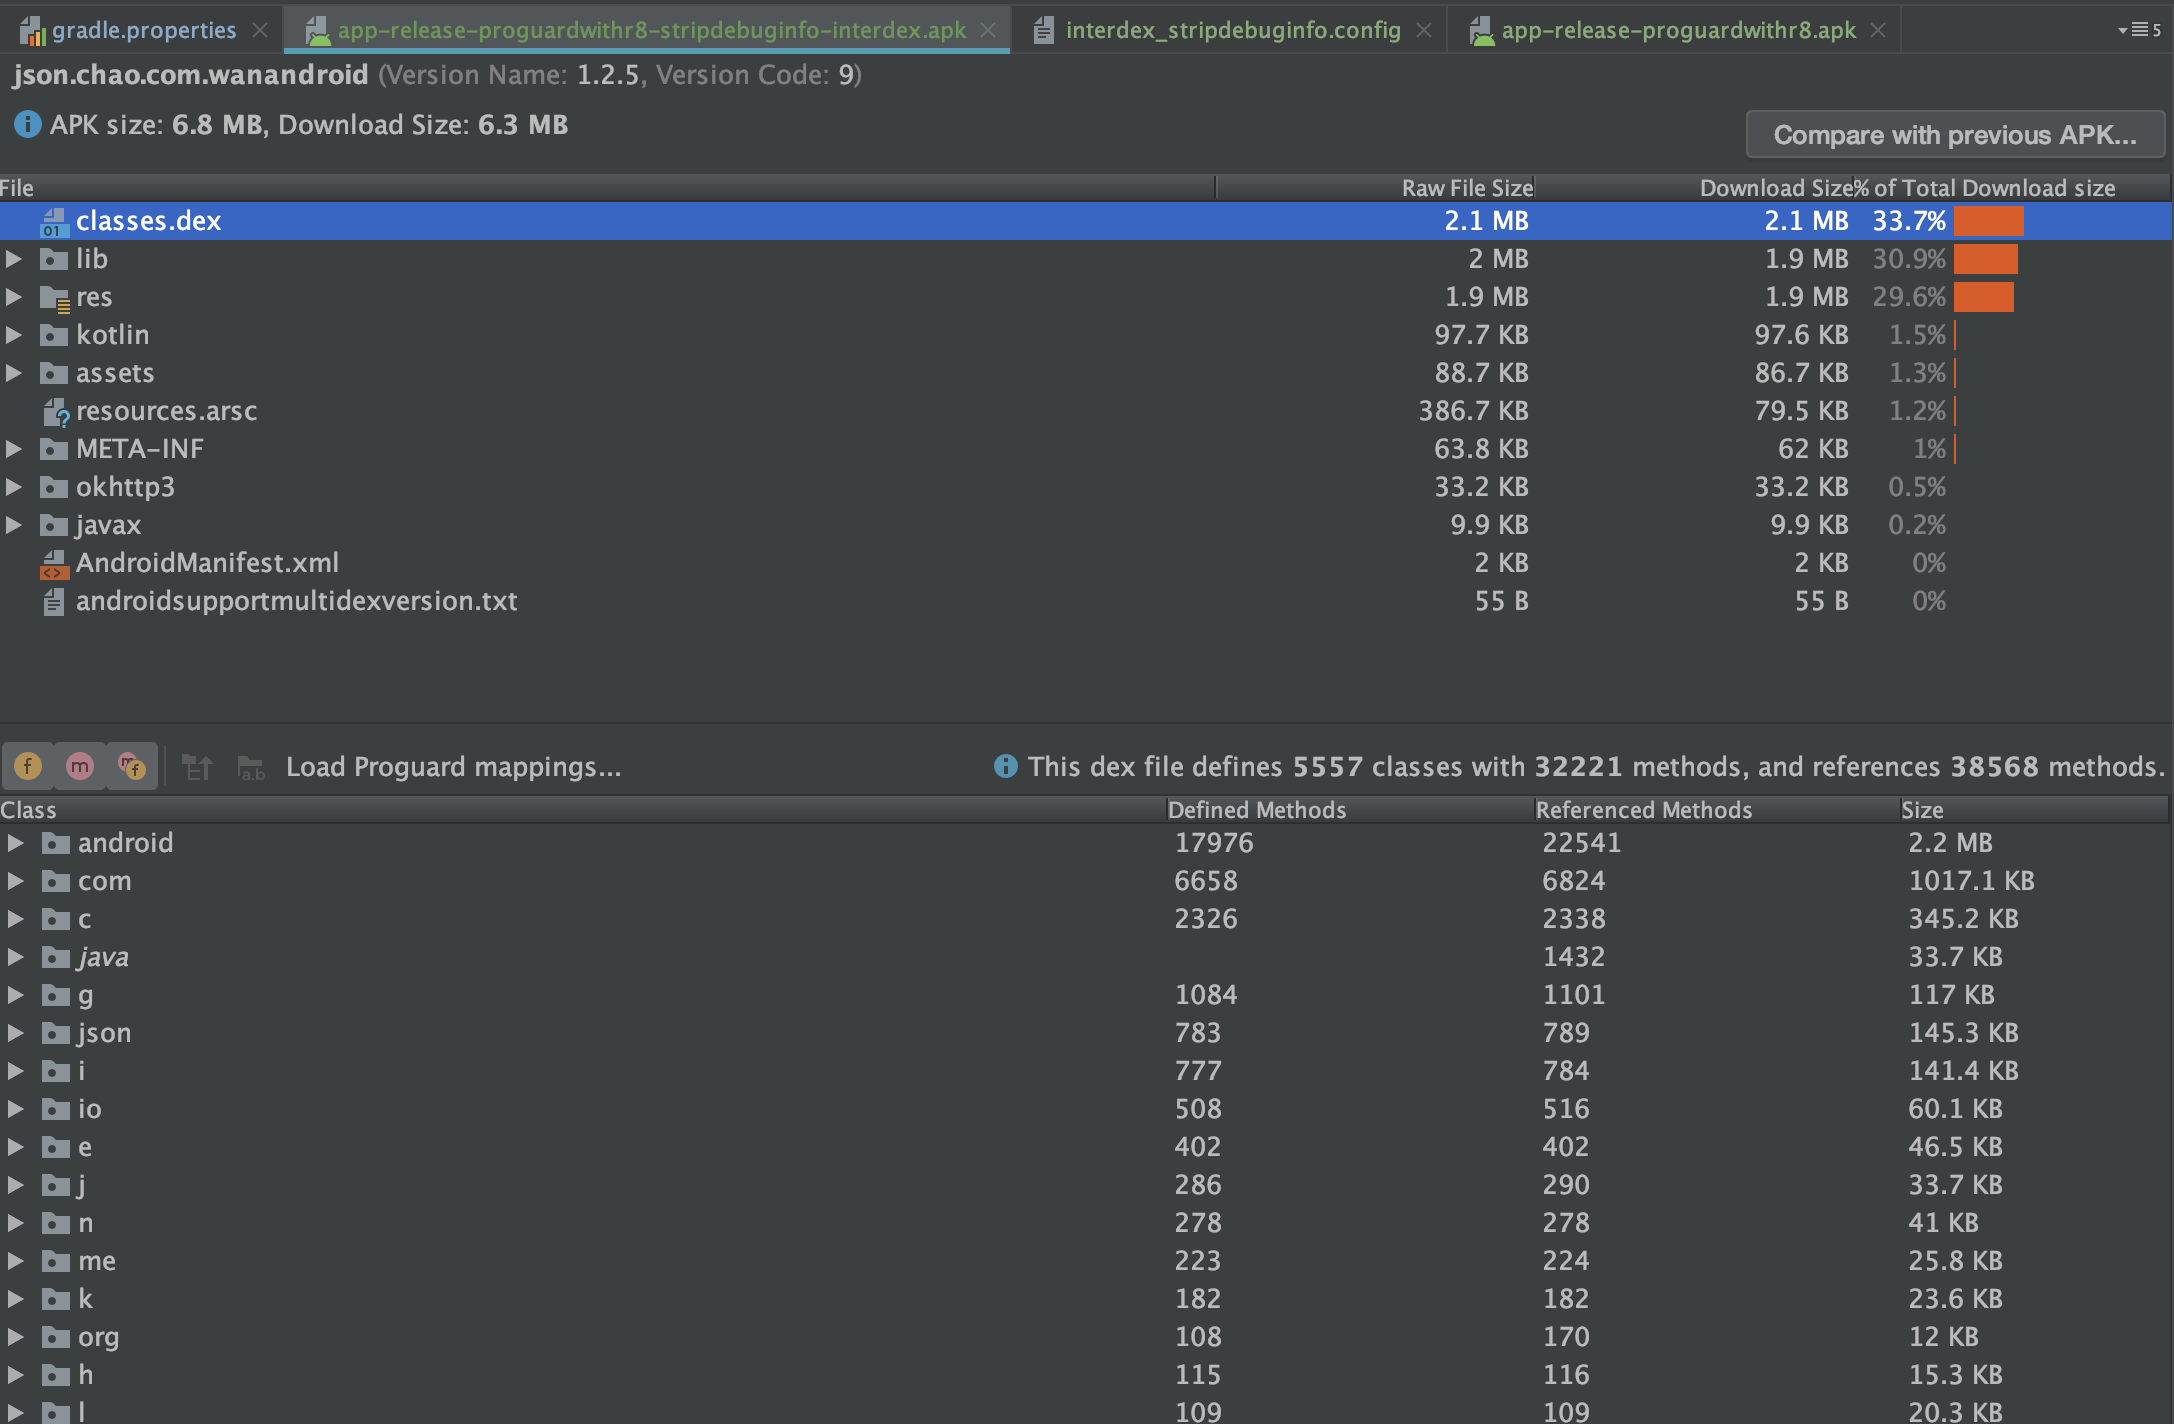 gradle.properties app-release-proguardwithr8-stripdebuginfo-interdex.apk interdex_stripdebuginfo.config app-release-proguardwithr8.apk 5
json.chao.com.wanandroid (Version Name: 1.2.5, Version Code: 9)
APK size: 6.8 MB, Download Size: 6.3 MB
Compare with previous APK...
File Raw File Size Download Size % of Total Download size
01 classes.dex 2.1 MB 2.1 MB 33.7%
lib 2 MB 1.9 MB 30.9%
res 1.9 MB 1.9 MB 29.6%
kotlin 97.7 KB 97.6 KB 1.5%
assets 88.7 KB 86.7 KB 1.3%
resources.arsc 386.7 KB 79.5 KB 1.2%
META-INF 63.8 KB 62 KB 1%
okhttp3 33.2 KB 33.2 KB 0.5%
javax 9.9 KB 9.9 KB 0.2%
AndroidManifest.xml 2 KB 2 KB 0%
androidsupportmultidexversion.txt 55 B 55 B 0%
f m m f a.b Load Proguard mappings... This dex file defines 5557 classes with 32221 methods, and references 38568 methods.
Class Defined Methods Referenced Methods Size
android 17976 22541 2.2 MB
com 6658 6824 1017.1 KB
c 2326 2338 345.2 KB
java 1432 33.7 KB
g 1084 1101 117 KB
json 783 789 145.3 KB
i 777 784 141.4 KB
io 508 516 60.1 KB
e 402 402 46.5 KB
j 286 290 33.7 KB
n 278 278 41 KB
me 223 224 25.8 KB
k 182 182 23.6 KB
org 108 170 12 KB
h 115 116 15.3 KB
l 109 109 20.3 KB